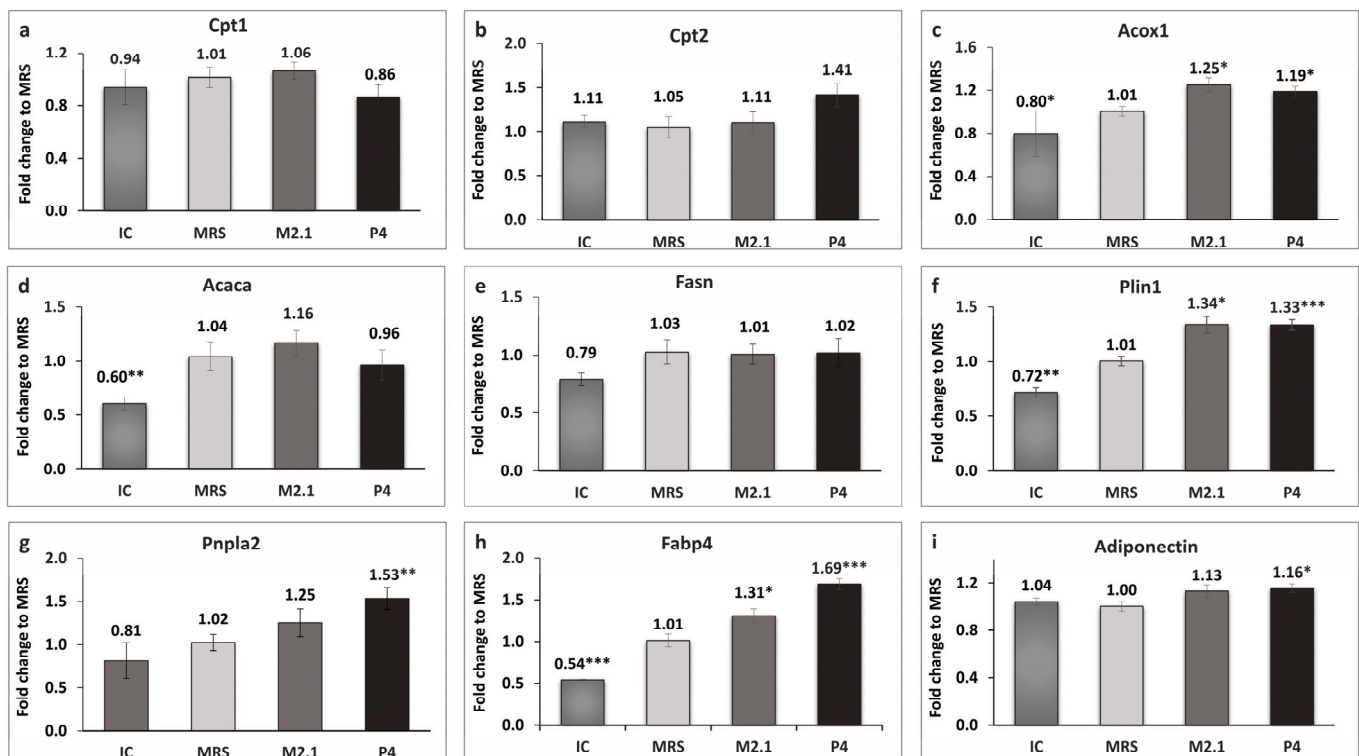 a
Cpt1
Fold change to MRS
1.2
0.8
0.4
0.0
0.94
1.01
1.06
0.86
IC MRS M2.1 P4
b
Cpt2
Fold change to MRS
2.0
1.5
1.0
0.5
0.0
1.11
1.05
1.11
1.41
IC MRS M2.1 P4
c
Acox1
Fold change to MRS
1.6
1.2
0.8
0.4
0.0
0.80*
1.01
1.25*
1.19*
IC MRS M2.1 P4
d
Acaca
Fold change to MRS
1.5
1.0
0.5
0.0
0.60**
1.04
1.16
0.96
IC MRS M2.1 P4
e
Fasn
Fold change to MRS
1.5
1.0
0.5
0.0
0.79
1.03
1.01
1.02
IC MRS M2.1 P4
f
Plin1
Fold change to MRS
1.5
1.0
0.5
0.0
0.72**
1.01
1.34*
1.33***
IC MRS M2.1 P4
g
Pnpla2
Fold change to MRS
2.0
1.5
1.0
0.5
0.0
0.81
1.02
1.25
1.53**
IC MRS M2.1 P4
h
Fabp4
Fold change to MRS
2.0
1.5
1.0
0.5
0.0
0.54***
1.01
1.31*
1.69***
IC MRS M2.1 P4
i
Adiponectin
Fold change to MRS
1.2
0.8
0.4
0.0
1.04
1.00
1.13
1.16*
IC MRS M2.1 P4